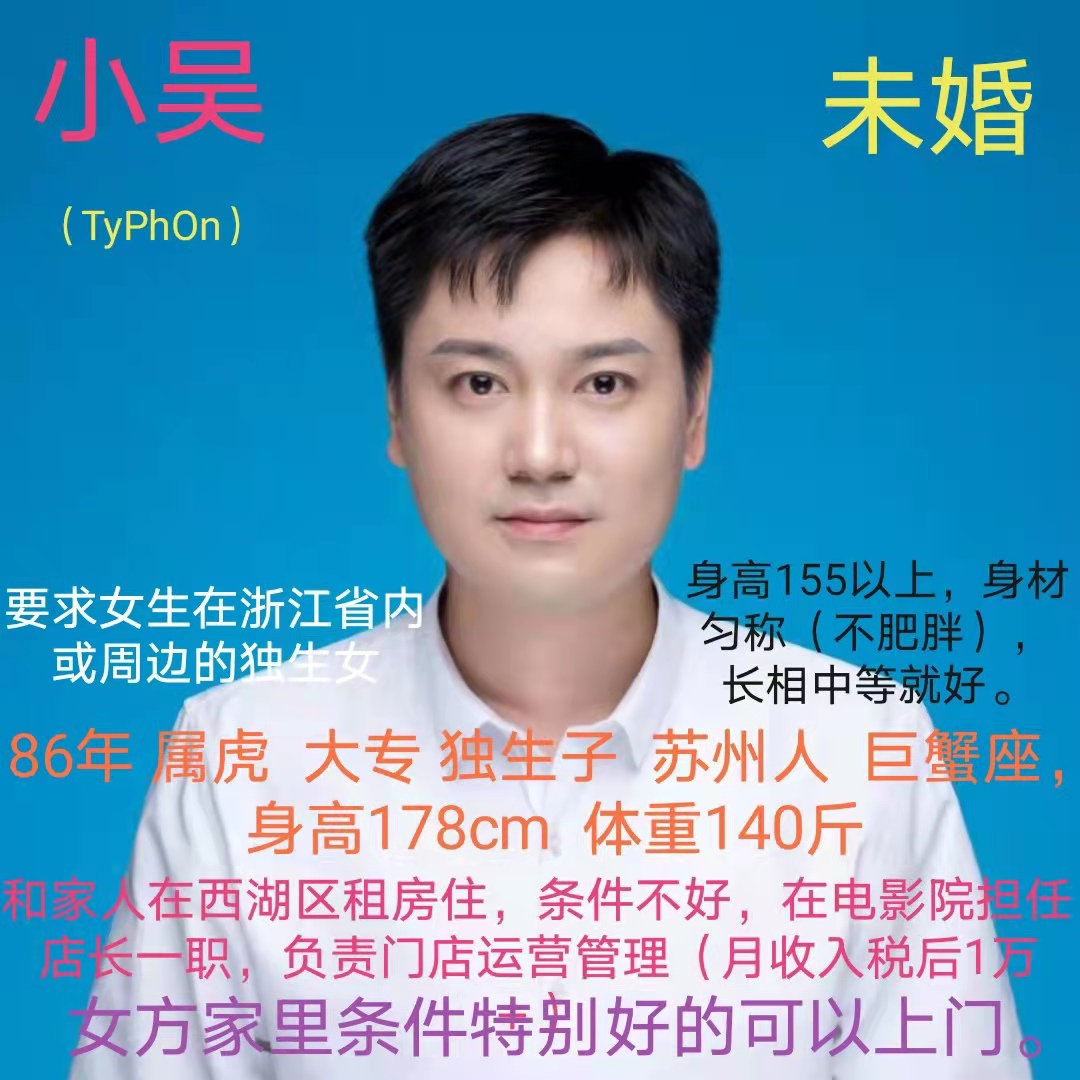 小吴
未婚
（TyPhOn）
要求女生在浙江省内
或周边的独生女
身高155以上，身材
匀称（不肥胖），
长相中等就好。
86年 属虎 大专 独生子 苏州人 巨蟹座，
身高178cm 体重140斤
和家人在西湖区租房住，条件不好，在电影院担任
店长一职，负责门店运营管理（月收入税后1万
）
女方家里条件特别好的可以上门。